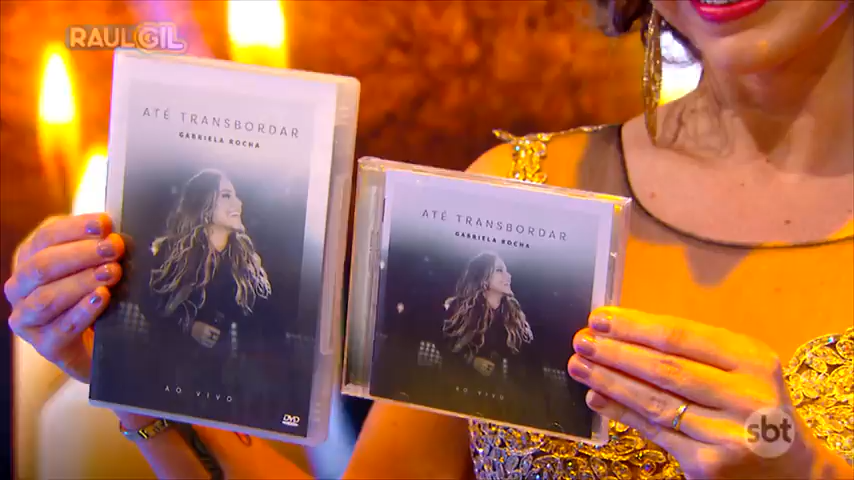 RAUL GIL
ATÉ TRANSBORDAR
GABRIELA ROCHA
AO VIVO
DVD
ATÉ TRANSBORDAR
GABRIELA ROCHA
AO VIVO
sbt